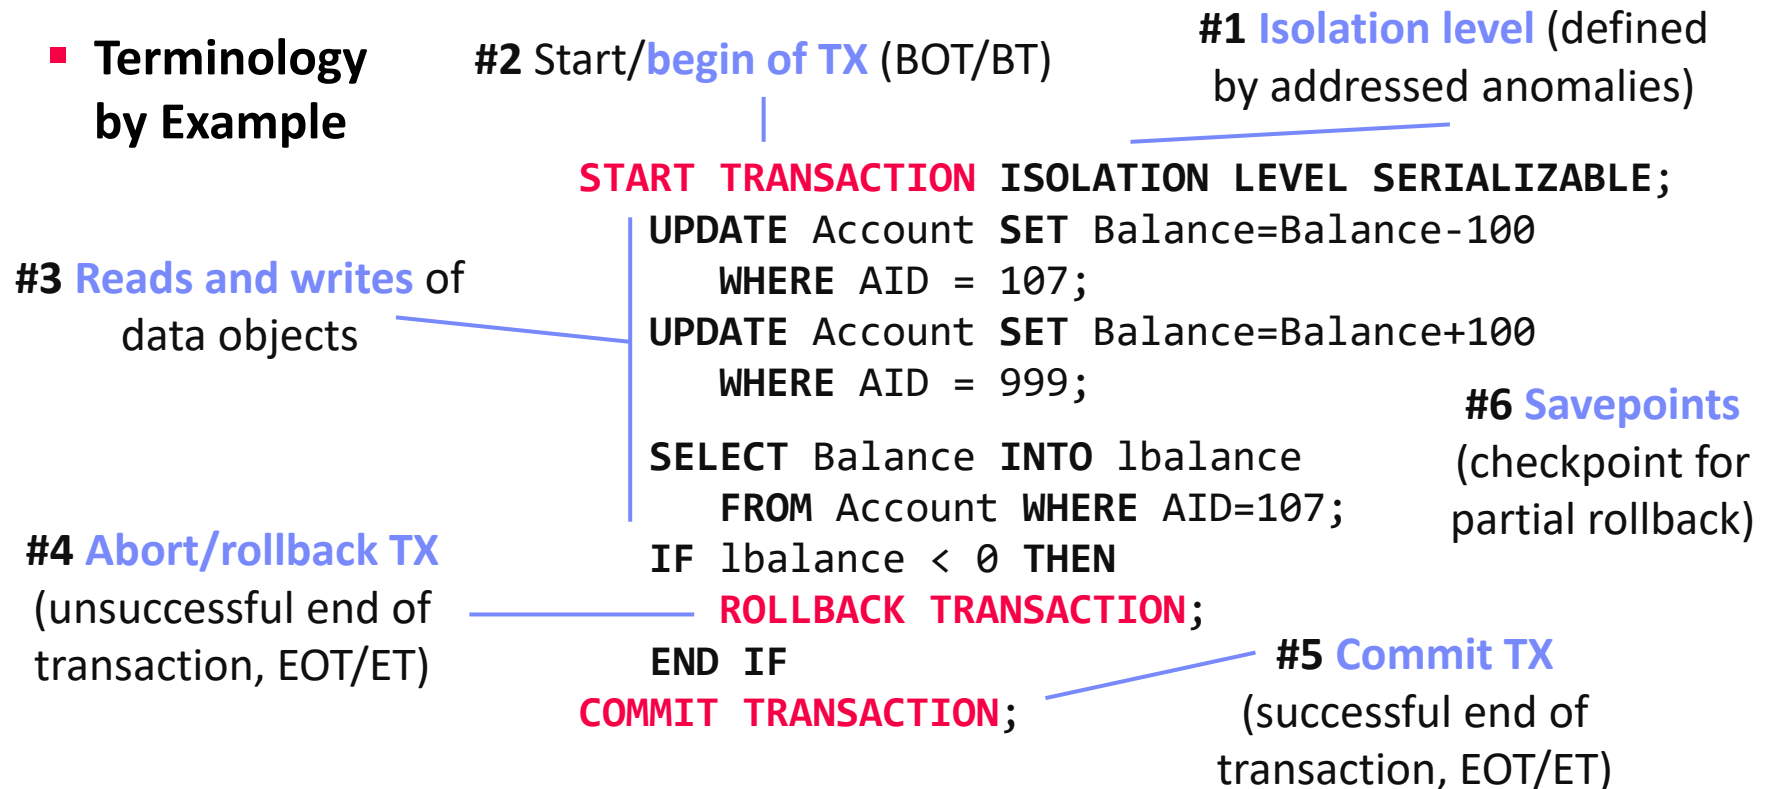 ▪ Terminology
by Example
#2 Start/begin of TX (BOT/BT)
#1 Isolation level (defined
by addressed anomalies)
START TRANSACTION ISOLATION LEVEL SERIALIZABLE;
UPDATE Account SET Balance=Balance-100
WHERE AID = 107;
UPDATE Account SET Balance=Balance+100
WHERE AID = 999;
SELECT Balance INTO lbalance
FROM Account WHERE AID=107;
IF lbalance < 0 THEN
ROLLBACK TRANSACTION;
END IF
COMMIT TRANSACTION;
#3 Reads and writes of
data objects
#4 Abort/rollback TX
(unsuccessful end of
transaction, EOT/ET)
#6 Savepoints
(checkpoint for
partial rollback)
#5 Commit TX
(successful end of
transaction, EOT/ET)